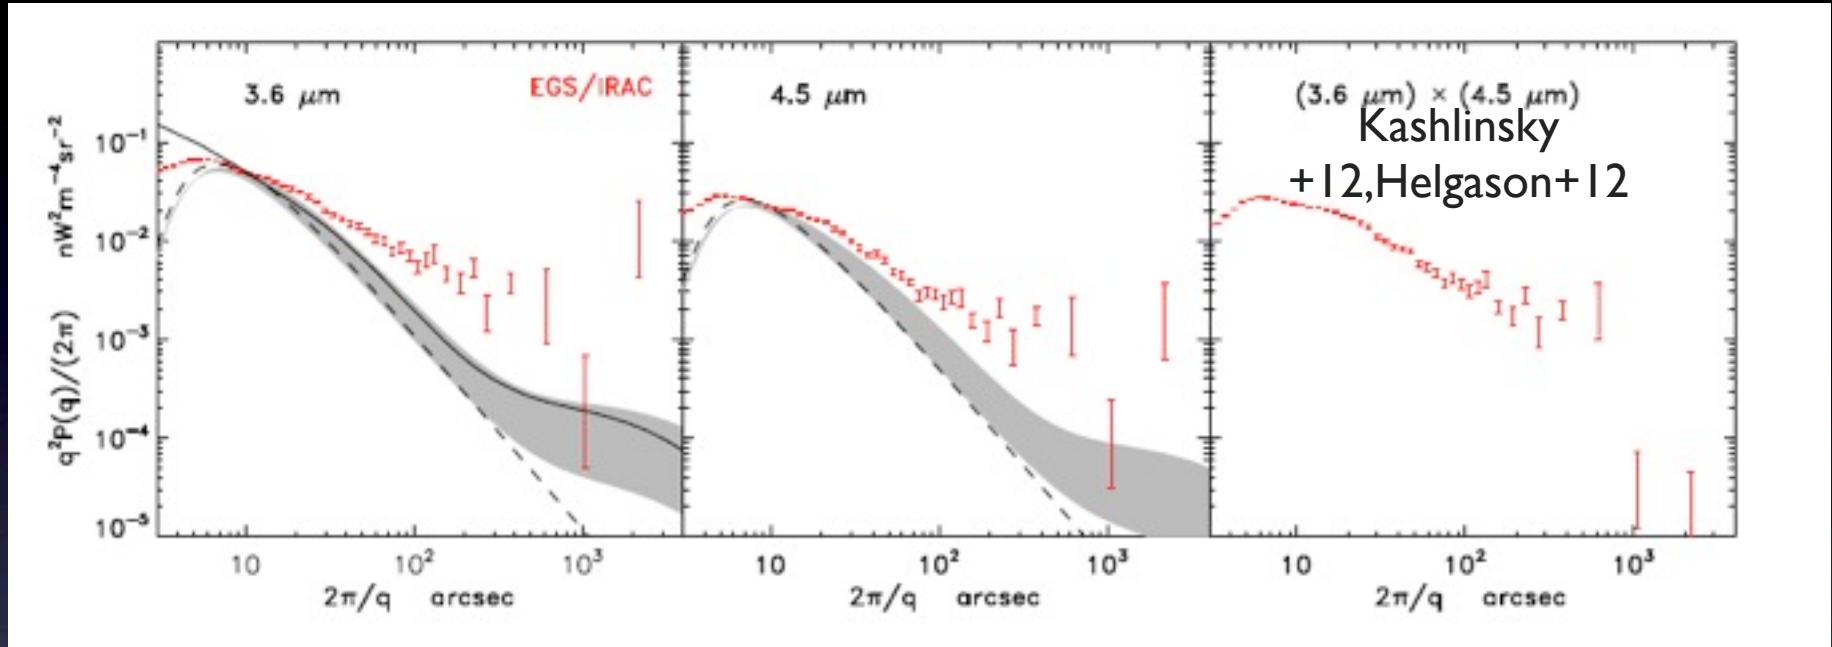 3.6 μm
EGS/IRAC
4.5 μm
(3.6 μm) × (4.5 μm)
Kashlinsky
+12,Helgason+12
q²P(q)/(2π) nW²m⁻⁴sr⁻²
10⁻¹
10⁻²
10⁻³
10⁻⁴
10⁻⁵
10 10² 10³ 10 10² 10³ 10 10² 10³
2π/q arcsec 2π/q arcsec 2π/q arcsec